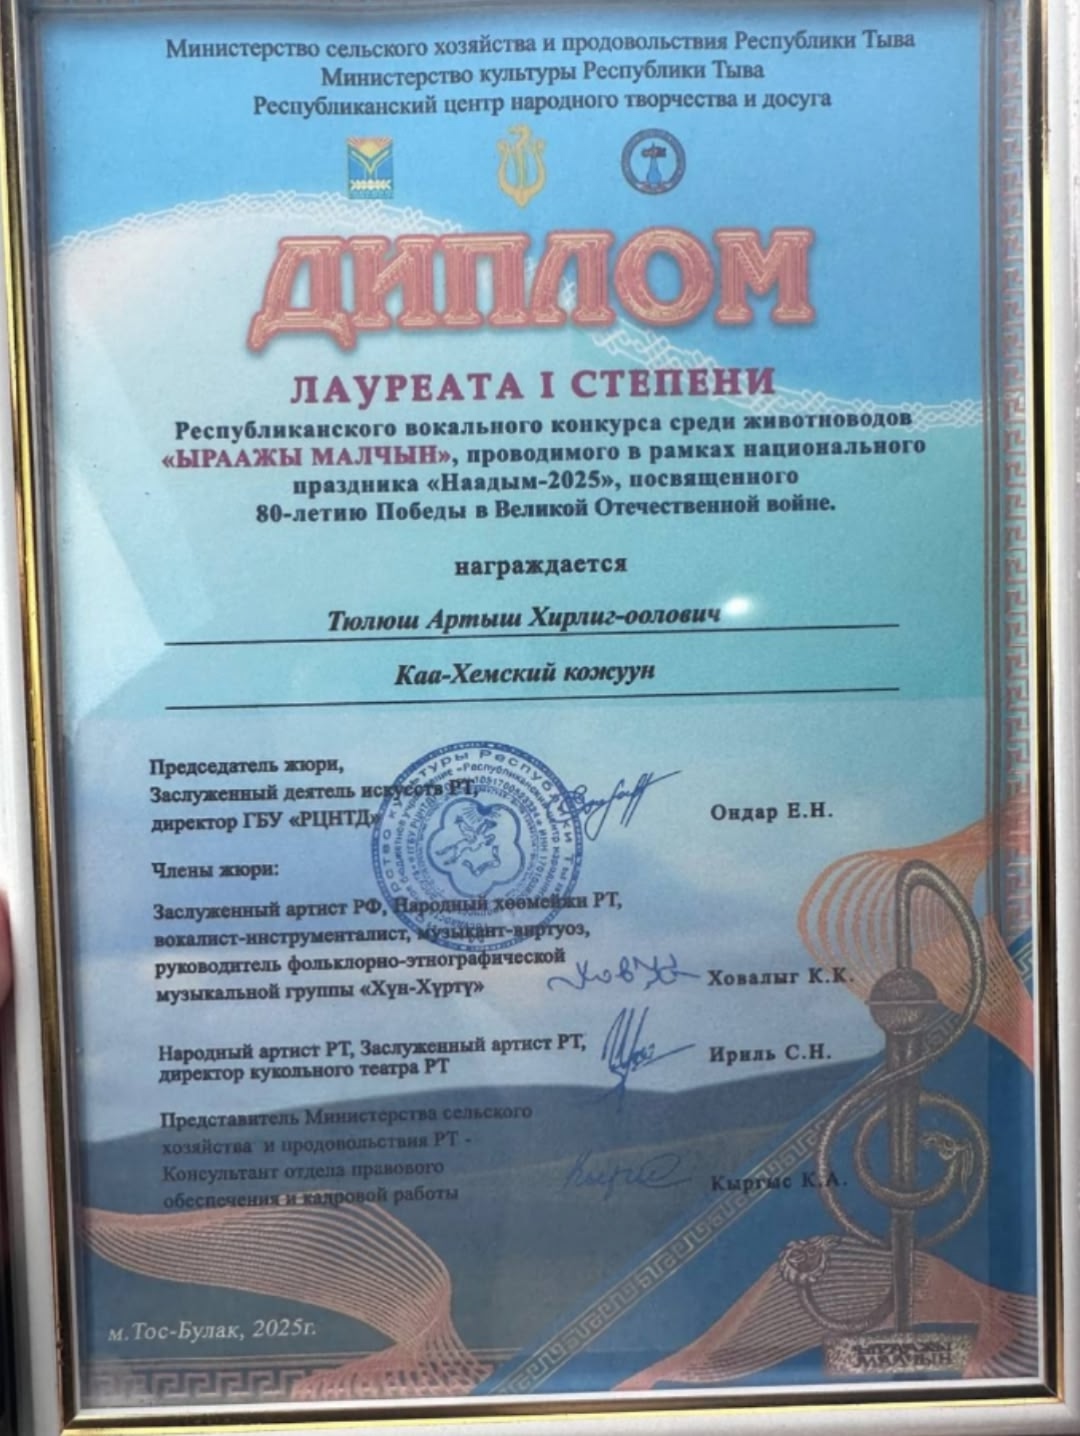 Министерство сельского хозяйства и продовольствия Республики Тыва
Министерство культуры Республики Тыва
Республиканский центр народного творчества и досуга
ДИПЛОМ
ЛАУРЕАТА I СТЕПЕНИ
Республиканского вокального конкурса среди животноводов
«ЫРААЖЫ МАЛЧЫН», проводимого в рамках национального
праздника «Наадым-2025», посвященного
80-летию Победы в Великой Отечественной войне.
награждается
Тюлюш Артыш Хирлиг-оолович
Каа-Хемский кожуун
Председатель жюри,
Заслуженный деятель искусств РТ,
директор ГБУ «РЦНТД»
Ондар Е.Н.
Члены жюри:
Заслуженный артист РФ, Народный хөөмейжи РТ,
вокалист-инструменталист, музыкант-виртуоз,
руководитель фольклорно-этнографической
музыкальной группы «Хүн-Хүртү»
Ховалыг К.К.
Народный артист РТ, Заслуженный артист РТ,
директор кукольного театра РТ
Ириль С.Н.
Представитель Министерства сельского
хозяйства и продовольствия РТ -
Консультант отдела правового
обеспечения и кадровой работы
Кыргыс К.А.
м.Тос-Булак, 2025г.
ЫРААЖЫ
МАЛЧЫН